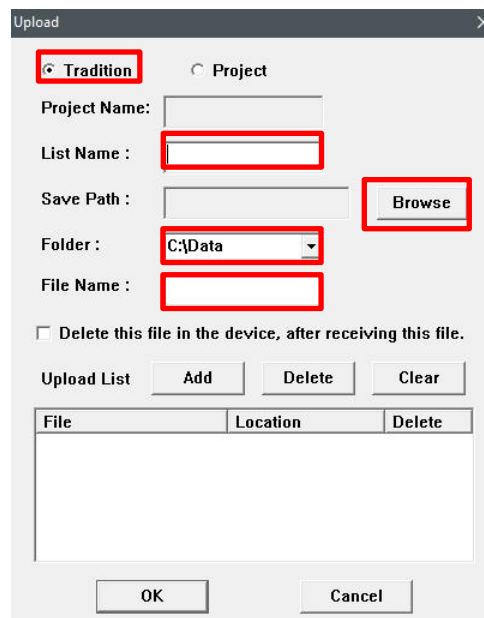 Upload
Tradition Project
Project Name:
List Name :
Save Path : Browse
Folder : C:\Data
File Name :
Delete this file in the device, after receiving this file.
Upload List Add Delete Clear
File Location Delete
OK Cancel